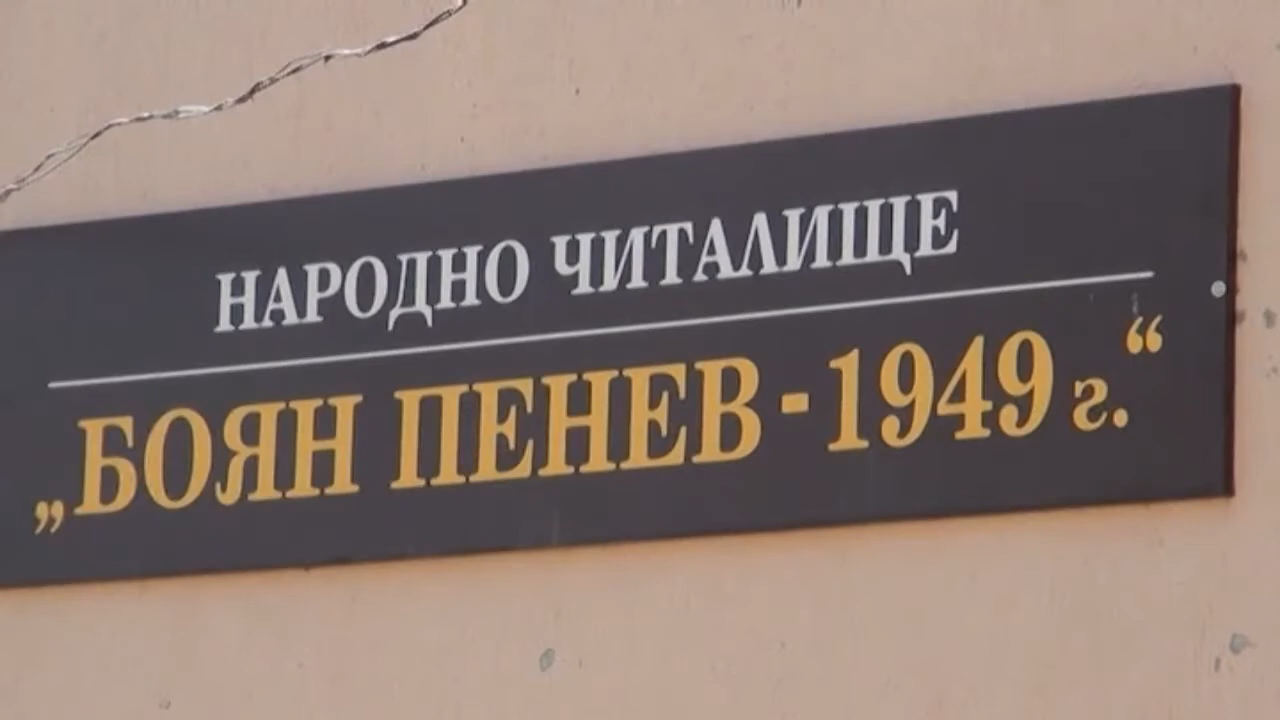 НАРОДНО ЧИТАЛИЩЕ
„БОЯН ПЕНЕВ - 1949 г.“